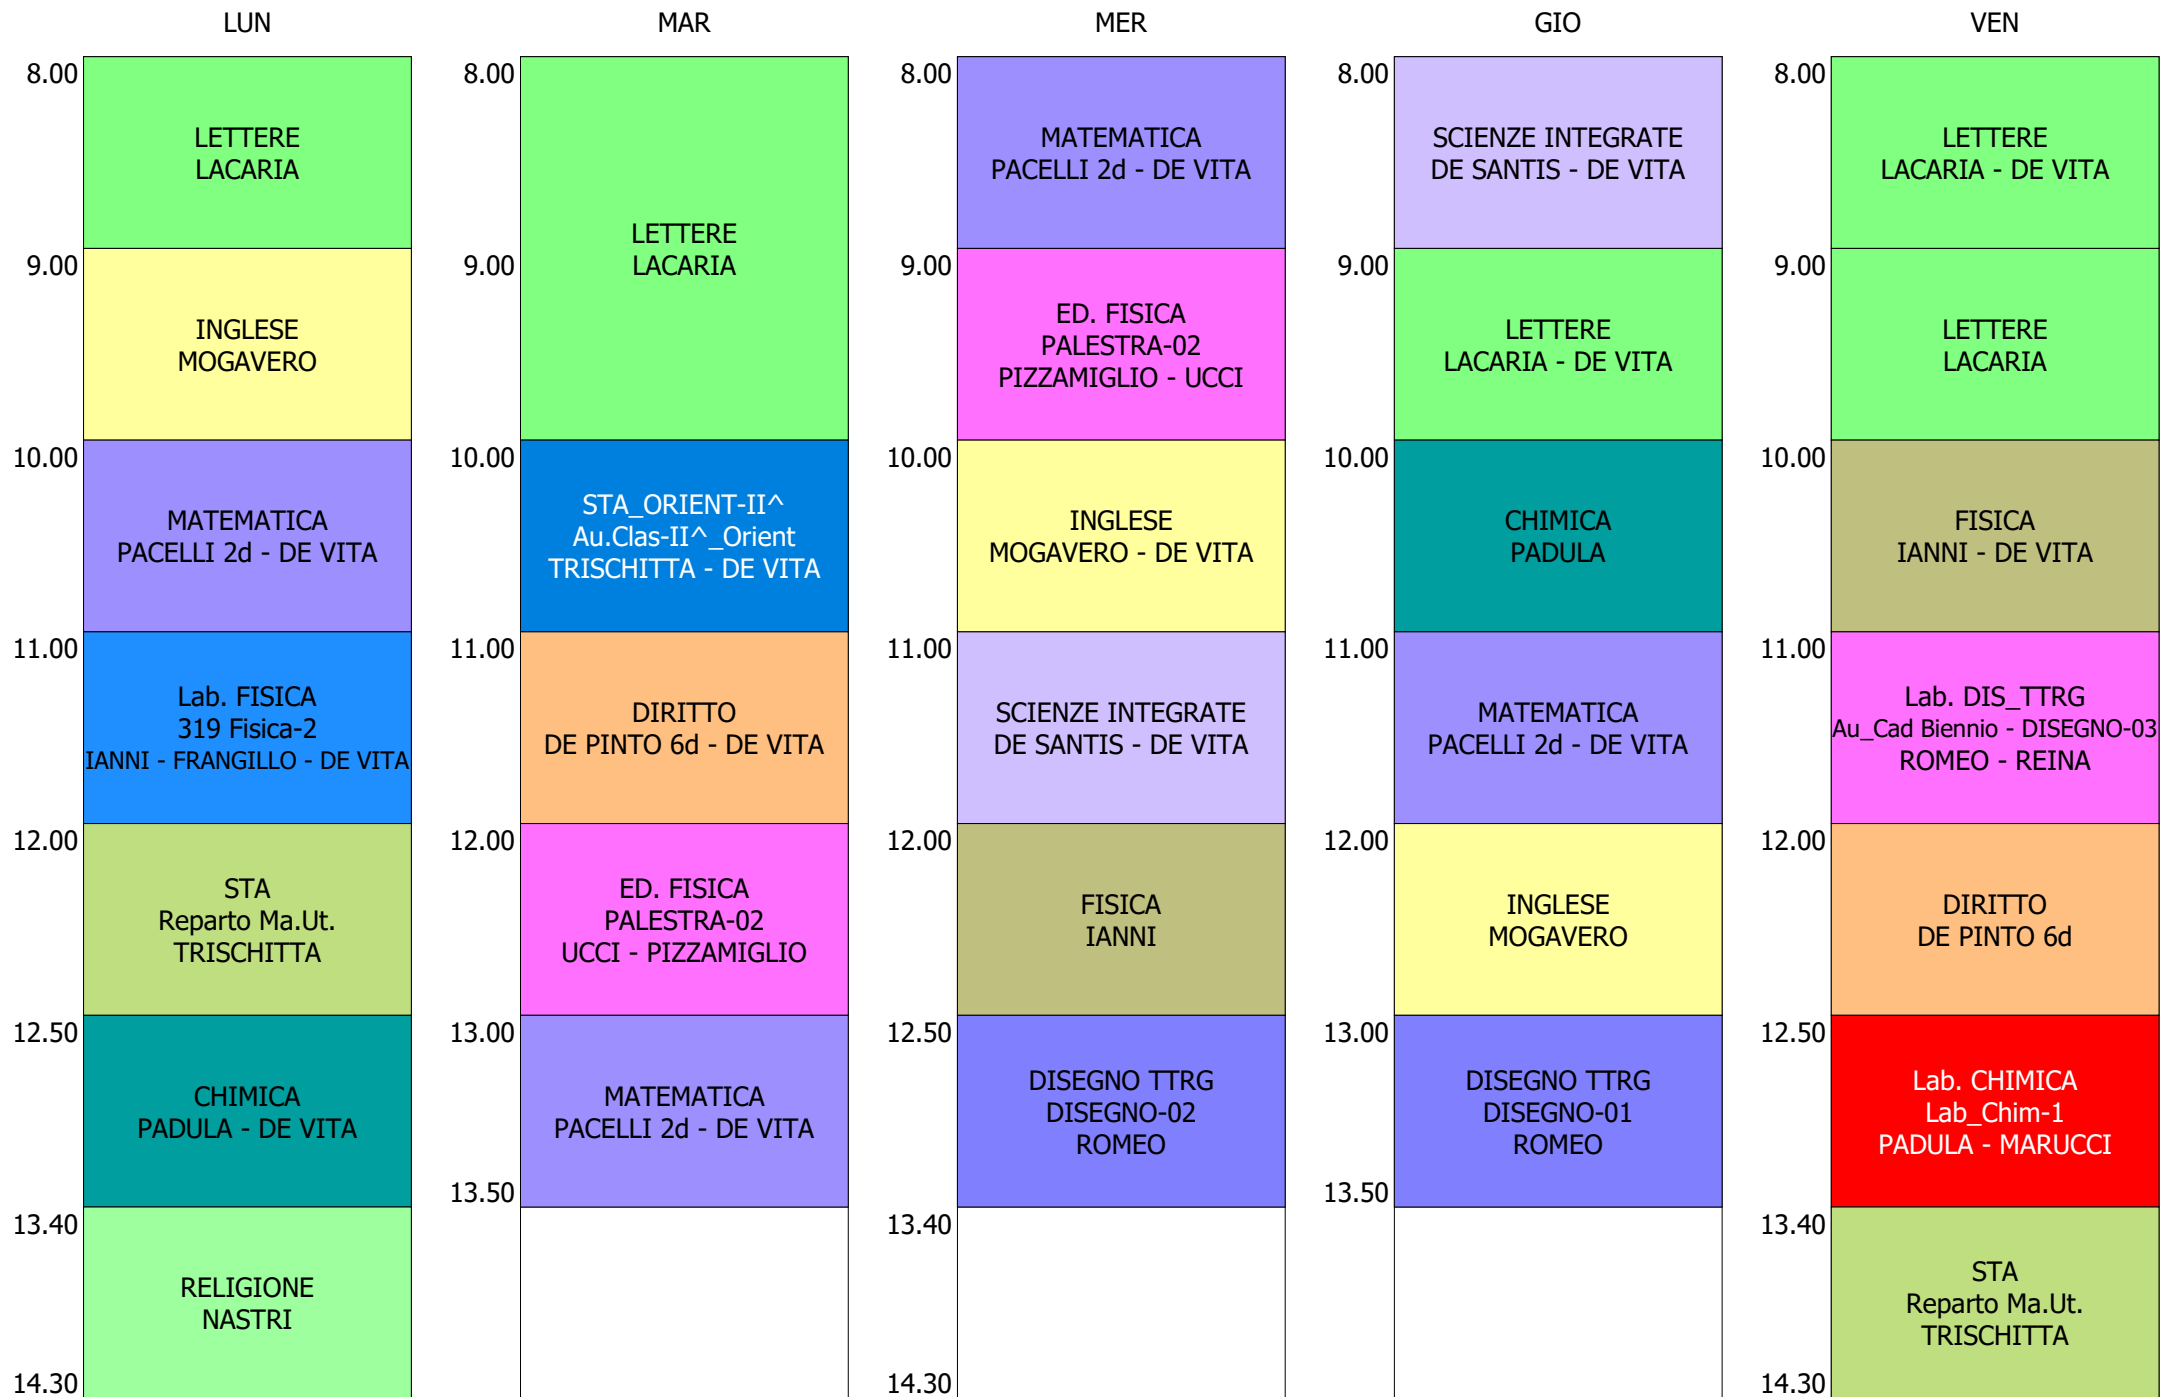 LUN
8.00
LETTERE
LACARIA
9.00
INGLESE
MOGAVERO
10.00
MATEMATICA
PACELLI 2d - DE VITA
11.00
Lab. FISICA
319 Fisica-2
IANNI - FRANGILLO - DE VITA
12.00
STA
Reparto Ma.Ut.
TRISCHITTA
12.50
CHIMICA
PADULA - DE VITA
13.40
RELIGIONE
NASTRI
14.30
MAR
8.00
9.00
LETTERE
LACARIA
10.00
STA_ORIENT-II^
Au.Clas-II^_Orient
TRISCHITTA - DE VITA
11.00
DIRITTO
DE PINTO 6d - DE VITA
12.00
ED. FISICA
PALESTRA-02
UCCI - PIZZAMIGLIO
13.00
MATEMATICA
PACELLI 2d - DE VITA
13.50
MER
8.00
MATEMATICA
PACELLI 2d - DE VITA
9.00
ED. FISICA
PALESTRA-02
PIZZAMIGLIO - UCCI
10.00
INGLESE
MOGAVERO - DE VITA
11.00
SCIENZE INTEGRATE
DE SANTIS - DE VITA
12.00
FISICA
IANNI
12.50
DISEGNO TTRG
DISEGNO-02
ROMEO
13.40
14.30
GIO
8.00
SCIENZE INTEGRATE
DE SANTIS - DE VITA
9.00
LETTERE
LACARIA - DE VITA
10.00
CHIMICA
PADULA
11.00
MATEMATICA
PACELLI 2d - DE VITA
12.00
INGLESE
MOGAVERO
13.00
DISEGNO TTRG
DISEGNO-01
ROMEO
13.50
VEN
8.00
LETTERE
LACARIA - DE VITA
9.00
LETTERE
LACARIA
10.00
FISICA
IANNI - DE VITA
11.00
Lab. DIS_TTRG
Au_Cad Biennio - DISEGNO-03
ROMEO - REINA
12.00
DIRITTO
DE PINTO 6d
12.50
Lab. CHIMICA
Lab_Chim-1
PADULA - MARUCCI
13.40
STA
Reparto Ma.Ut.
TRISCHITTA
14.30